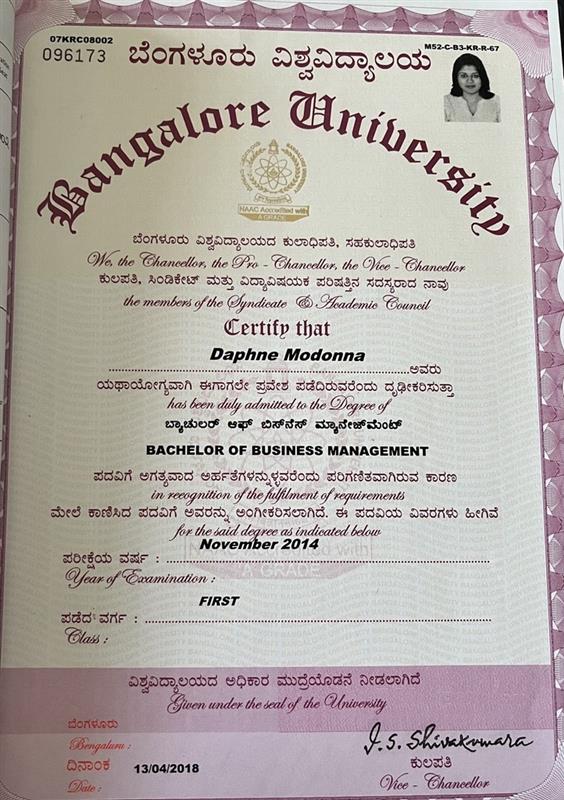 07KRC08002
096173
M52-C-B3-KR-R-67
ಬೆಂಗಳೂರು ವಿಶ್ವವಿದ್ಯಾಲಯ
Bangalore University
NAAC Accredited with
A GRADE
ಬೆಂಗಳೂರು ವಿಶ್ವವಿದ್ಯಾಲಯದ ಕುಲಾಧಿಪತಿ, ಸಹಕುಲಾಧಿಪತಿ
We, the Chancellor, the Pro - Chancellor, the Vice - Chancellor
ಕುಲಪತಿ, ಸಿಂಡಿಕೇಟ್ ಮತ್ತು ವಿದ್ಯಾವಿಷಯಕ ಪರಿಷತ್ತಿನ ಸದಸ್ಯರಾದ ನಾವು
the members of the Syndicate & Academic Council
Certify that
Daphne Modonna
ಅವರು
ಯಥಾಯೋಗ್ಯವಾಗಿ ಈಗಾಗಲೇ ಪ್ರವೇಶ ಪಡೆದಿರುವರೆಂದು ದೃಢೀಕರಿಸುತ್ತಾ
has been duly admitted to the Degree of
ಬ್ಯಾಚುಲರ್ ಆಫ್ ಬಿಸ್‌ನೆಸ್ ಮ್ಯಾನೇಜ್‌ಮೆಂಟ್
BACHELOR OF BUSINESS MANAGEMENT
ಪದವಿಗೆ ಅಗತ್ಯವಾದ ಅರ್ಹತೆಗಳನ್ನುಳ್ಳವರೆಂದು ಪರಿಗಣಿತವಾಗಿರುವ ಕಾರಣ
in recognition of the fulfilment of requirements
ಮೇಲೆ ಕಾಣಿಸಿದ ಪದವಿಗೆ ಅವರನ್ನು ಅಂಗೀಕರಿಸಲಾಗಿದೆ. ಈ ಪದವಿಯ ವಿವರಗಳು ಹೀಗಿವೆ
for the said degree as indicated below
November 2014
ಪರೀಕ್ಷೆಯ ವರ್ಷ :
Year of Examination :
FIRST
ಪಡೆದ ವರ್ಗ :
Class :
ವಿಶ್ವವಿದ್ಯಾಲಯದ ಅಧಿಕಾರ ಮುದ್ರೆಯೊಡನೆ ನೀಡಲಾಗಿದೆ
Given under the seal of the University
ಬೆಂಗಳೂರು
Bengaluru :
ದಿನಾಂಕ
Date :
13/04/2018
I. S. Shivakumara
ಕುಲಪತಿ
Vice - Chancellor